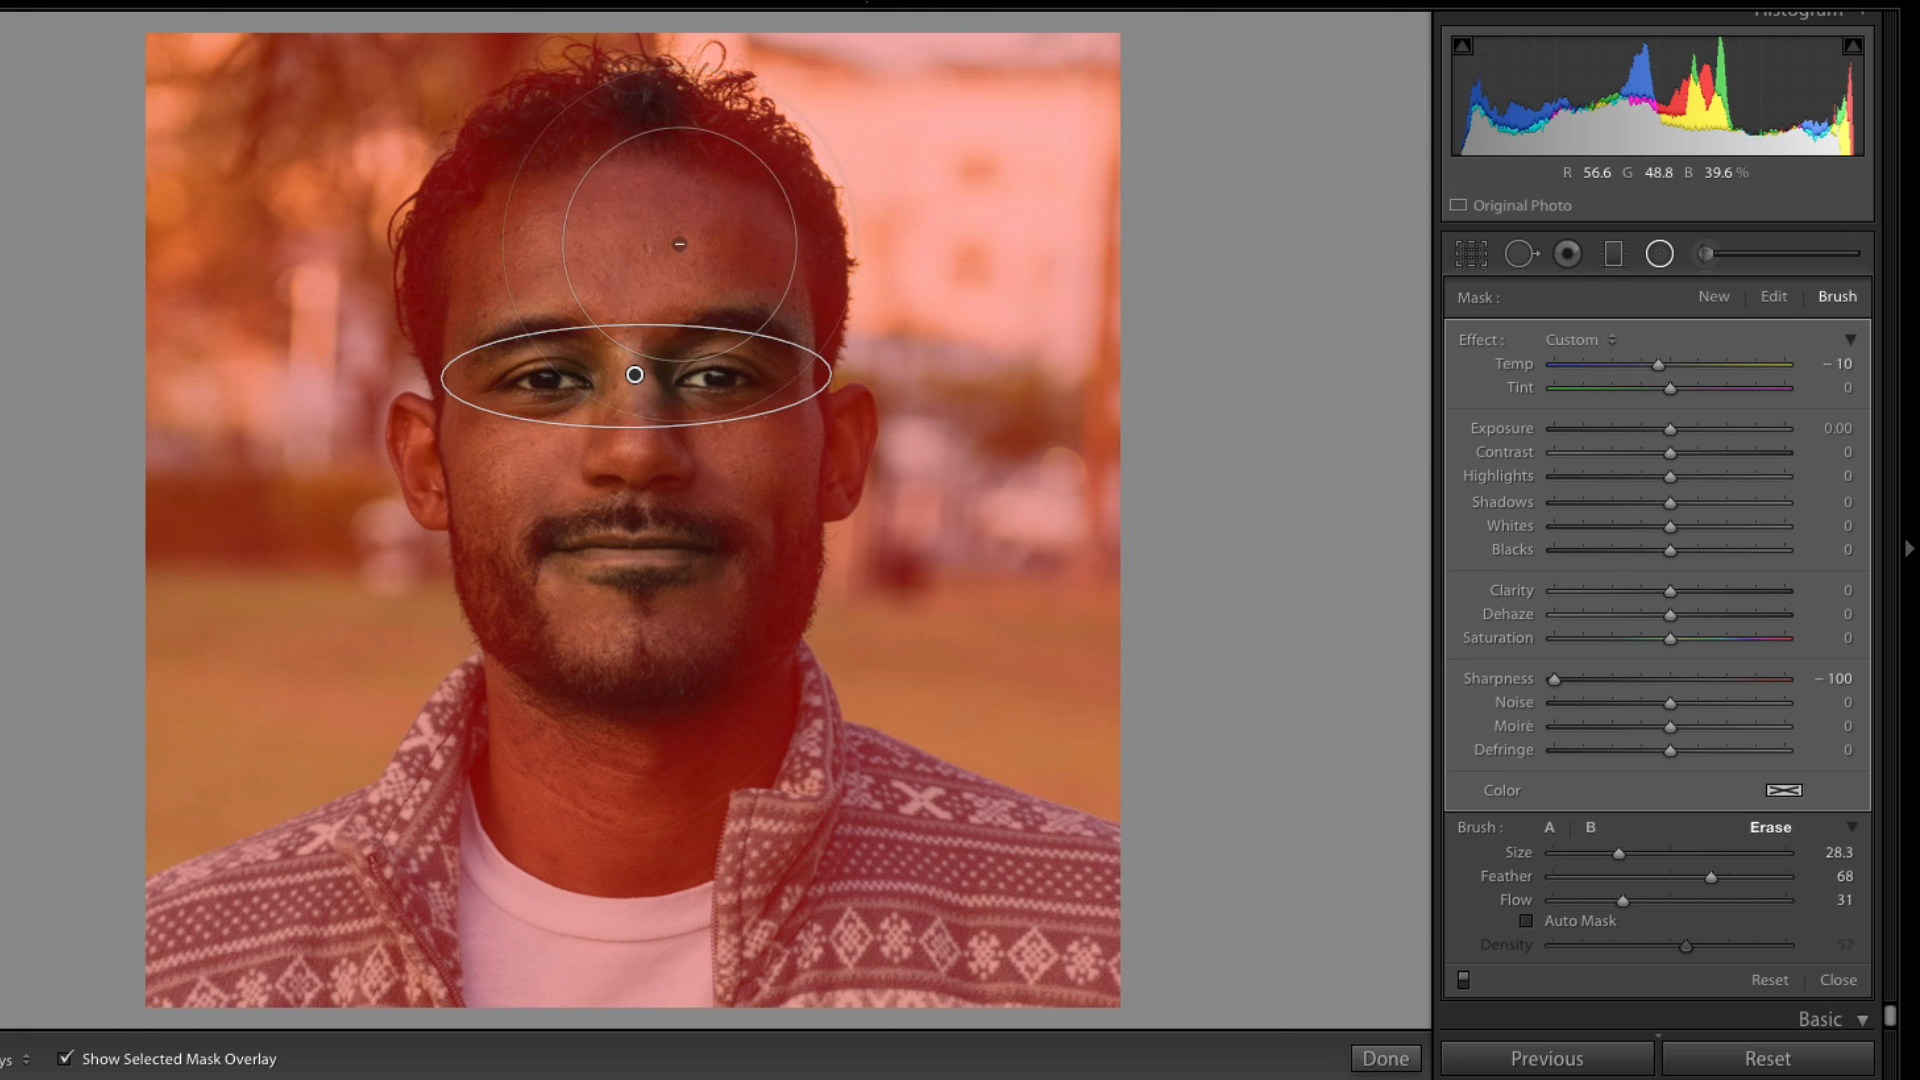 Histogram
R 56.6 G 48.8 B 39.6 %
Original Photo
Mask : New Edit Brush
Effect : Custom
Temp – 10
Tint 0
Exposure 0.00
Contrast 0
Highlights 0
Shadows 0
Whites 0
Blacks 0
Clarity 0
Dehaze 0
Saturation 0
Sharpness – 100
Noise 0
Moiré 0
Defringe 0
Color
Brush : A B Erase
Size 28.3
Feather 68
Flow 31
Auto Mask
Density 57
Reset Close
Basic
ys Show Selected Mask Overlay Done Previous Reset